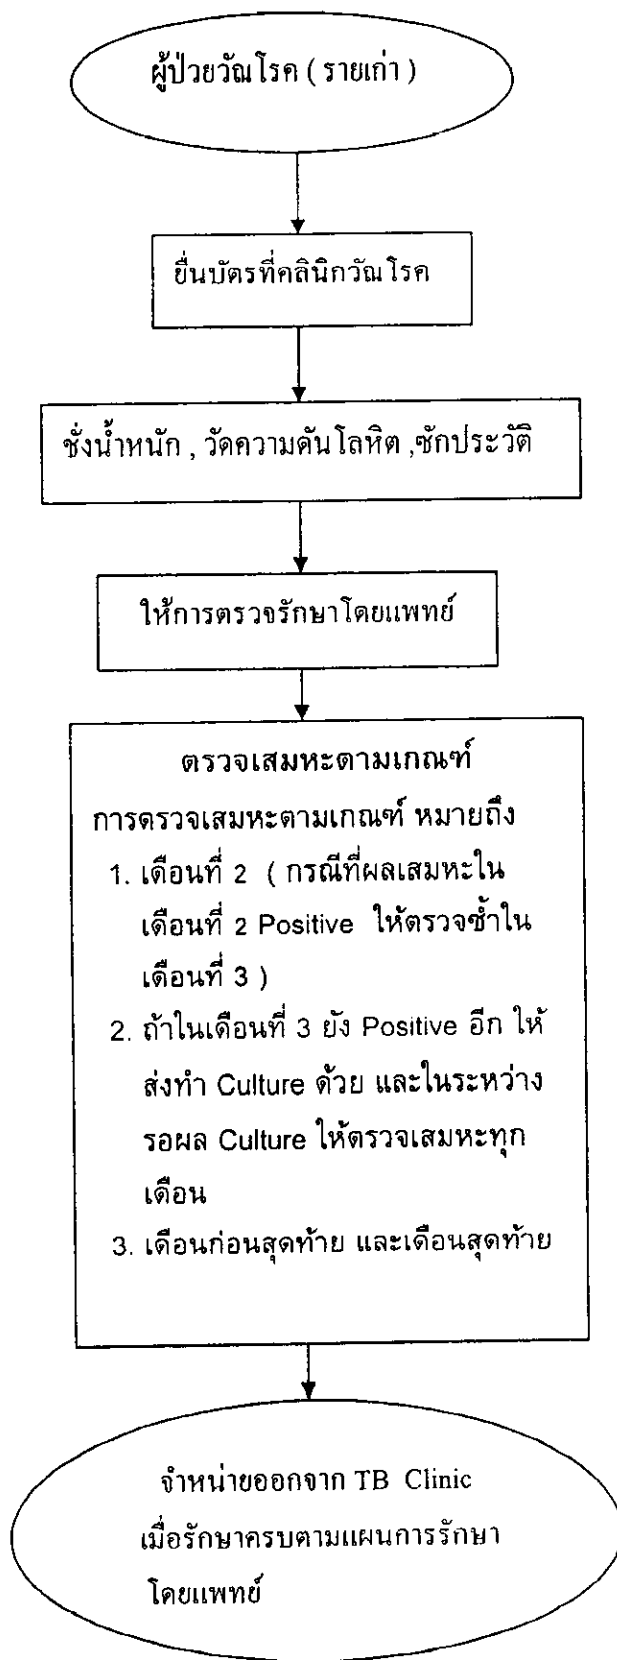 ผู้ป่วยวัณโรค ( รายเก่า )
ยื่นบัตรที่คลินิกวัณโรค
ชั่งน้ำหนัก , วัดความดันโลหิต ,ซักประวัติ
ให้การตรวจรักษาโดยแพทย์
ตรวจเสมหะตามเกณฑ์
การตรวจเสมหะตามเกณฑ์ หมายถึง
1. เดือนที่ 2 ( กรณีที่ผลเสมหะใน
เดือนที่ 2 Positive ให้ตรวจซ้ำใน
เดือนที่ 3 )
2. ถ้าในเดือนที่ 3 ยัง Positive อีก ให้
ส่งทำ Culture ด้วย และในระหว่าง
รอผล Culture ให้ตรวจเสมหะทุก
เดือน
3. เดือนก่อนสุดท้าย และเดือนสุดท้าย
จำหน่ายออกจาก TB Clinic
เมื่อรักษาครบตามแผนการรักษา
โดยแพทย์